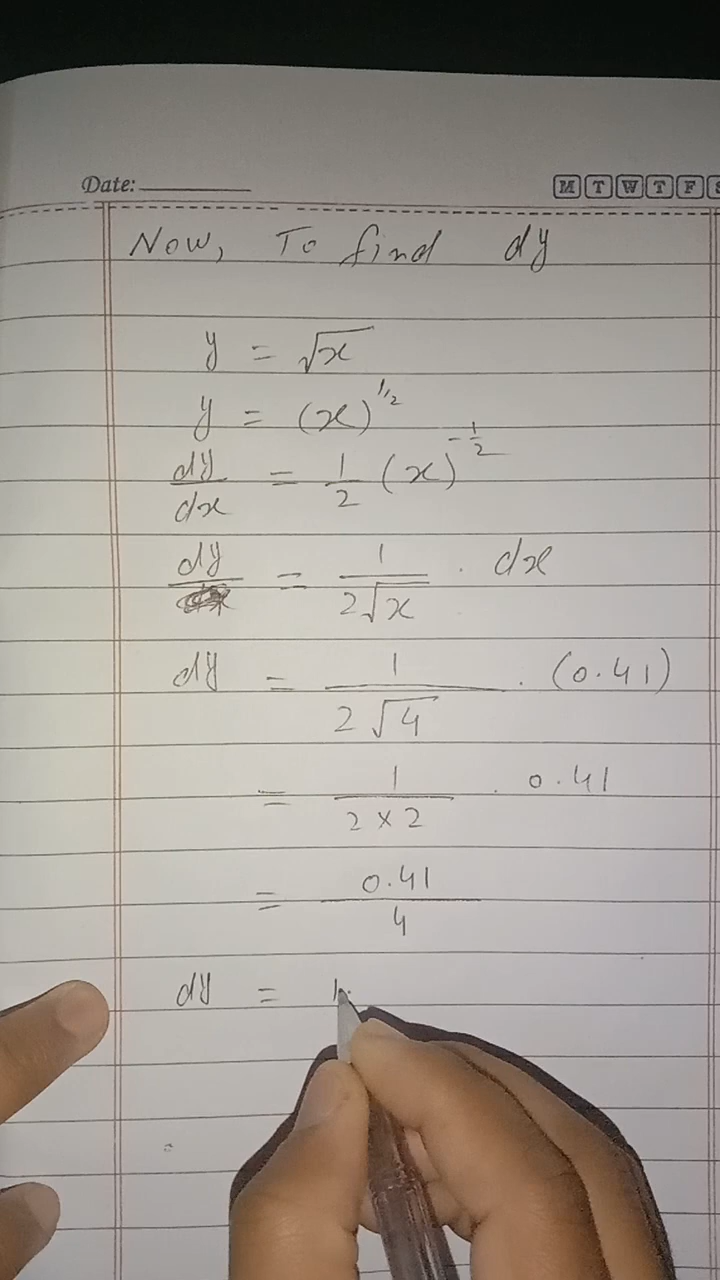 Date:
M T W T F S
Now, To find dy
y = √x
y = (x)^1/2
dy/dx = 1/2 (x)^-1/2
dy = 1/2√x . dx
dy = 1/2√4 . (0.41)
= 1/2 × 2 . 0.41
= 0.41/4
dy =